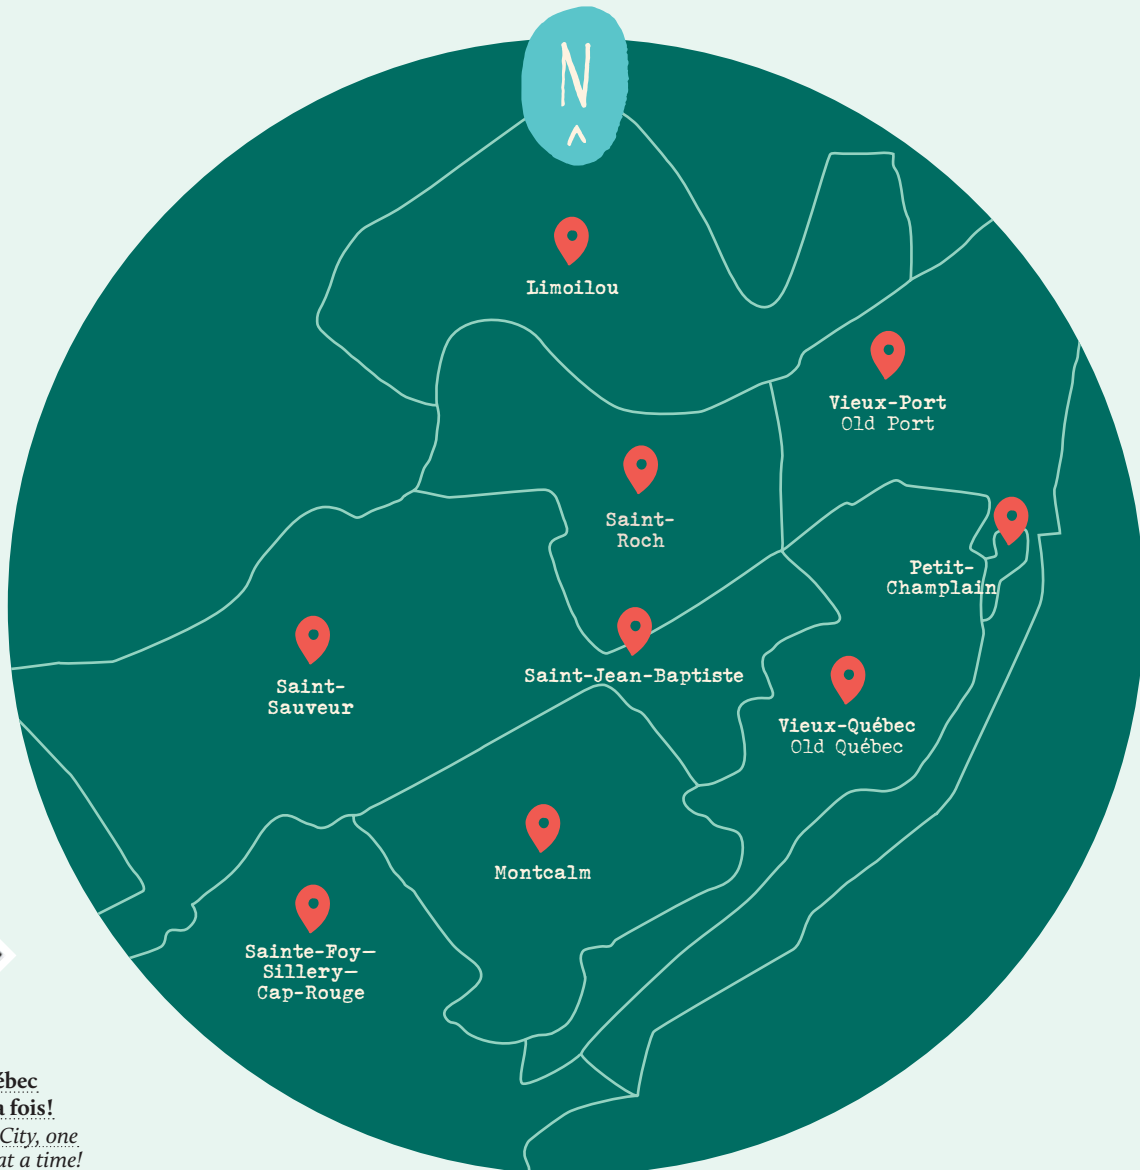 N
Limoilou
Vieux-Port
Old Port
Saint-
Roch
Petit-
Champlain
Saint-Jean-Baptiste
Saint-
Sauveur
Vieux-Québec
Old Québec
Montcalm
Sainte-Foy—
Sillery—
Cap-Rouge
fois!
City, one
at a time!